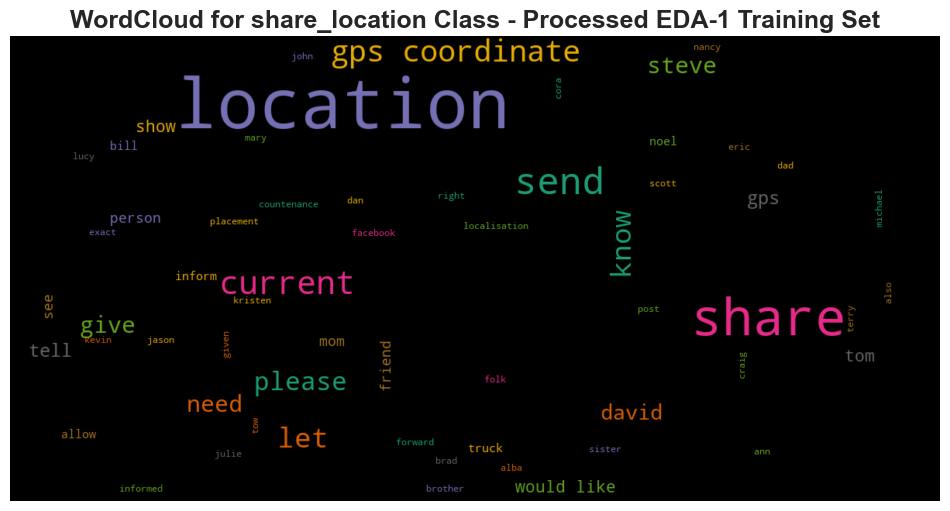 WordCloud for share_location Class - Processed EDA-1 Training Set
john
gps coordinate
nancy
steve
location
cora
show
mary
bill
noel
eric
lucy
dad
send
scott
right
gps
michael
dan
countenance
person
placement
localisation
exact
facebook
know
inform
current
also
kristen
see
post
share
terry
give
kevin
jason
given
mom
tell
tom
friend
craig
please
folk
need
david
tow
allow
let
forward
truck
sister
julie
ann
brad
alba
informed
brother
would like